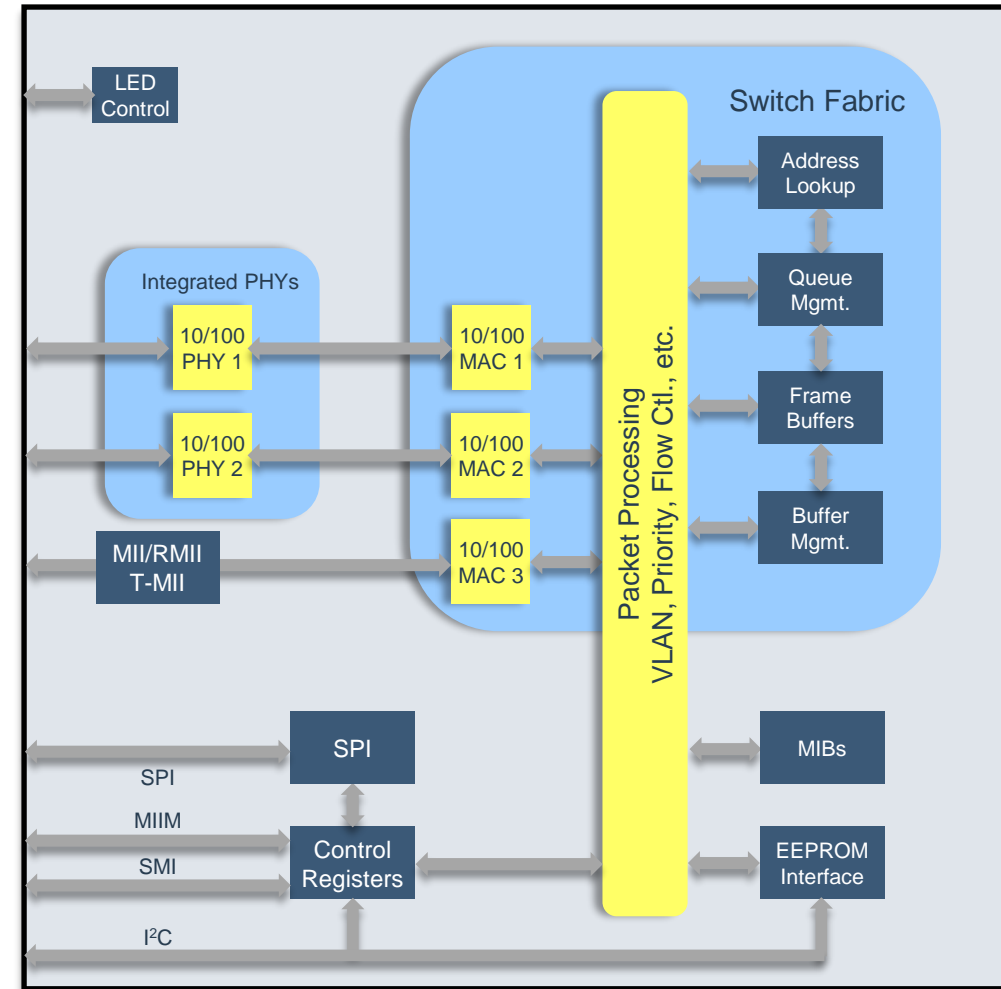 LED
Control
Switch Fabric
Address
Lookup
Integrated PHYs
Queue
Mgmt.
10/100
PHY 1
10/100
MAC 1
Packet Processing
VLAN, Priority, Flow Ctl., etc.
Frame
Buffers
10/100
PHY 2
10/100
MAC 2
Buffer
Mgmt.
MII/RMII
T-MII
10/100
MAC 3
SPI
SPI
MIBs
MIIM
Control
Registers
SMI
EEPROM
Interface
I²C